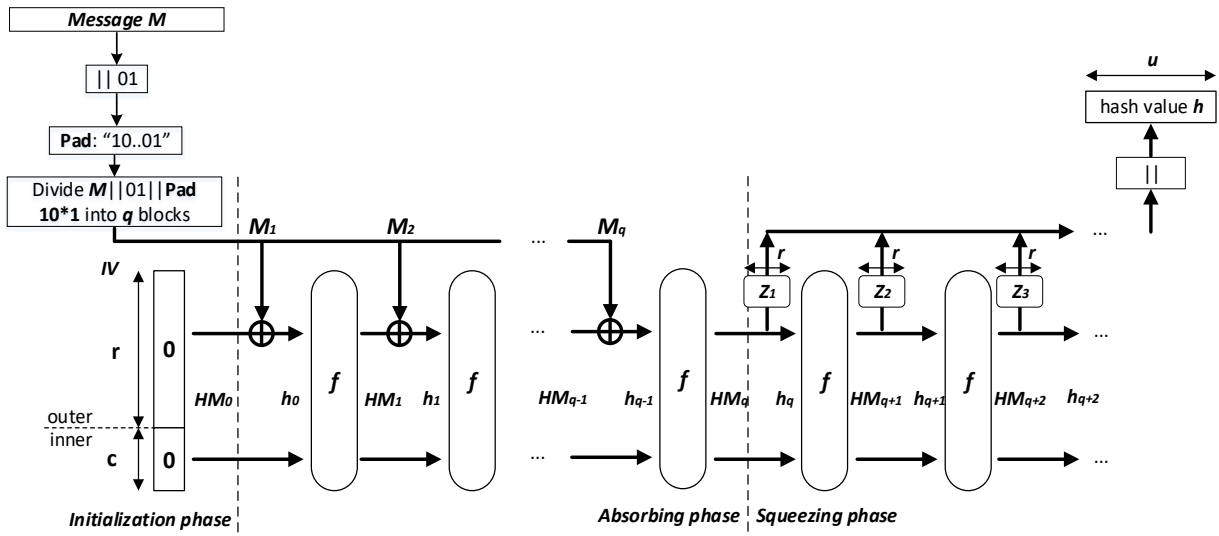 Message M
|| 01
Pad: “10..01”
Divide M||01||Pad
10*1 into q blocks
u
hash value h
||
M1 M2 ... Mq ...
IV
r r r
Z1 Z2 Z3
r 0 ... ...
f f f f f
HM0 h0 HM1 h1 HMq-1 hq-1 HMq hq HMq+1 hq+1 HMq+2 hq+2
outer
inner
c 0 ... ...
Initialization phase Absorbing phase Squeezing phase